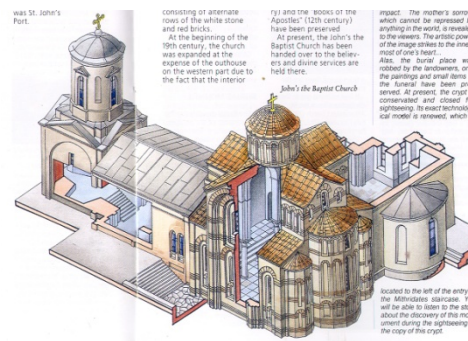 was St. John's
Port.
consisting of alternate
rows of the white stone
and red bricks.
At the beginning of the
19th century, the church
was expanded at the
expense of the outhouse
on the western part due to
the fact that the interior
ry) and the "Books of the
Apostles" (12th century)
have been preserved
At present, the John's the
Baptist Church has been
handed over to the believ-
ers and divine services are
held there.
John's the Baptist Church
impact. The mother's sorro
which cannot be repressed
anything in the world, is reveale
to the viewers. The artistic pow
of the image strikes to the inne
most of one's heart...
Alas, the burial place w
robbed by the landowners, or
the paintings and small items
the funeral have been pre
served. At present, the crypt
conservated and closed f
sightseeing. Its exact technolo
ical model is renewed, which
located to the left of the entry
the Mithridates staircase. Y
will be able to listen to the sto
about the discovery of this mo
ument during the sightseeing
the copy of this crypt